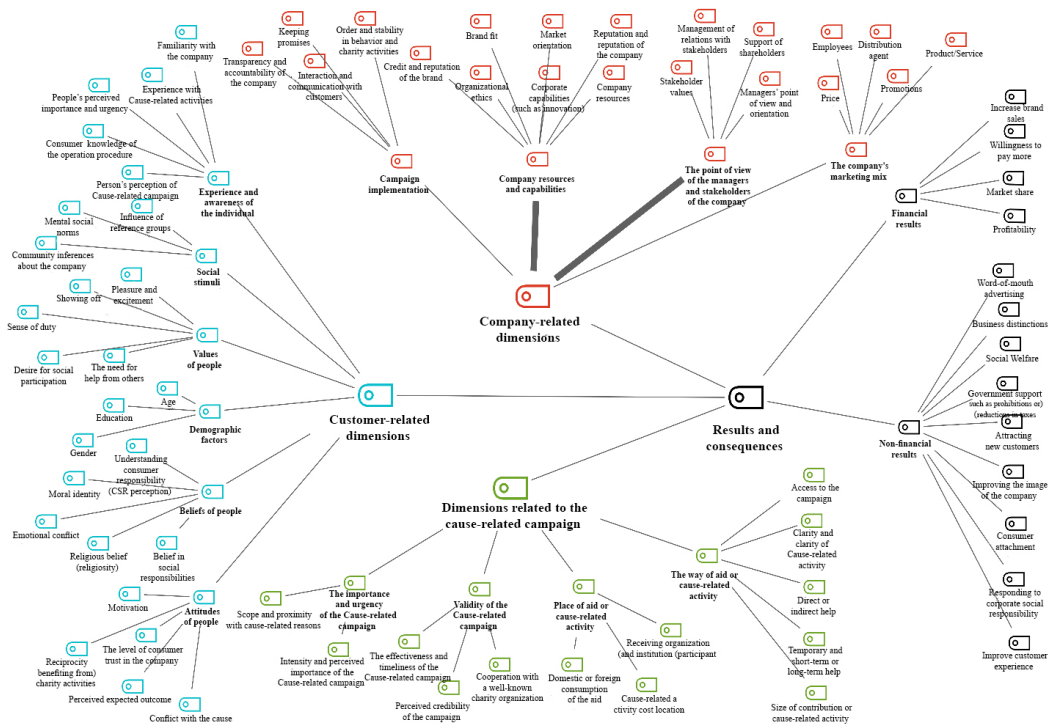 Familiarity with
the company
Experience with
Cause-related activities
People's perceived
importance and urgency
Consumer knowledge of
the operation procedure
Person's perception of
Cause-related campaign
Experience and
awareness of
the individual
Influence of
reference groups
Mental social
norms
Community inferences
about the company
Social
stimuli
Pleasure and
excitement
Showing off
Sense of duty
Desire for social
participation
The need for
help from others
Values
of people
Age
Education
Gender
Demographic
factors
Understanding
consumer
responsibility
(CSR perception)
Moral identity
Emotional conflict
Religious belief
(religiosity)
Belief in
social
responsibilities
Beliefs of people
Motivation
Reciprocity
benefiting from)
charity activities
The level of consumer
trust in the company
Perceived expected outcome
Conflict with the cause
Attitudes
of people
Customer-related
dimensions
Keeping
promises
Order and stability
in behavior and
charity activities
Transparency and
accountability of
the company
Interaction and
communication with
customers
Campaign
implementation
Brand fit
Market
orientation
Reputation and
reputation of the
company
Credit and reputation
of the brand
Organizational
ethics
Corporate
capabilities
(such as innovation)
Company
resources
Company resources
and capabilities
Management of
relations with
stakeholders
Support of
shareholders
Stakeholder
values
Managers' point
of view and
orientation
The point of view
of the managers
and stakeholders
of the company
Employees
Distribution
agent
Product/Service
Price
Promotions
The company's
marketing mix
Company-related
dimensions
Increase brand
sales
Willingness to
pay more
Market share
Profitability
Financial
results
Word-of-mouth
advertising
Business distinctions
Social Welfare
Government support
such as prohibitions or)
(reductions in taxes
Attracting
new customers
Improving the image
of the company
Consumer
attachment
Responding to
corporate social
responsibility
Improve customer
experience
Non-financial
results
Results and
consequences
Dimensions related to the
cause-related campaign
The importance
and urgency
of the Cause-related
campaign
Scope and proximity
with cause-related reasons
Intensity and perceived
importance of the
Cause-related campaign
Validity of the
Cause-related
campaign
The effectiveness and
timeliness of the
Cause-related campaign
Perceived credibility
of the campaign
Cooperation with
a well-known
charity organization
Place of aid or
cause-related
activity
Domestic or foreign
consumption
of the aid
Cause-related a
ctivity cost location
Receiving organization
(and institution (participant
The way of aid or
cause-related
activity
Access to the
campaign
Clarity and
clarity of
Cause-related
activity
Direct or
indirect help
Temporary and
short-term or
long-term help
Size of contribution or
cause-related activity